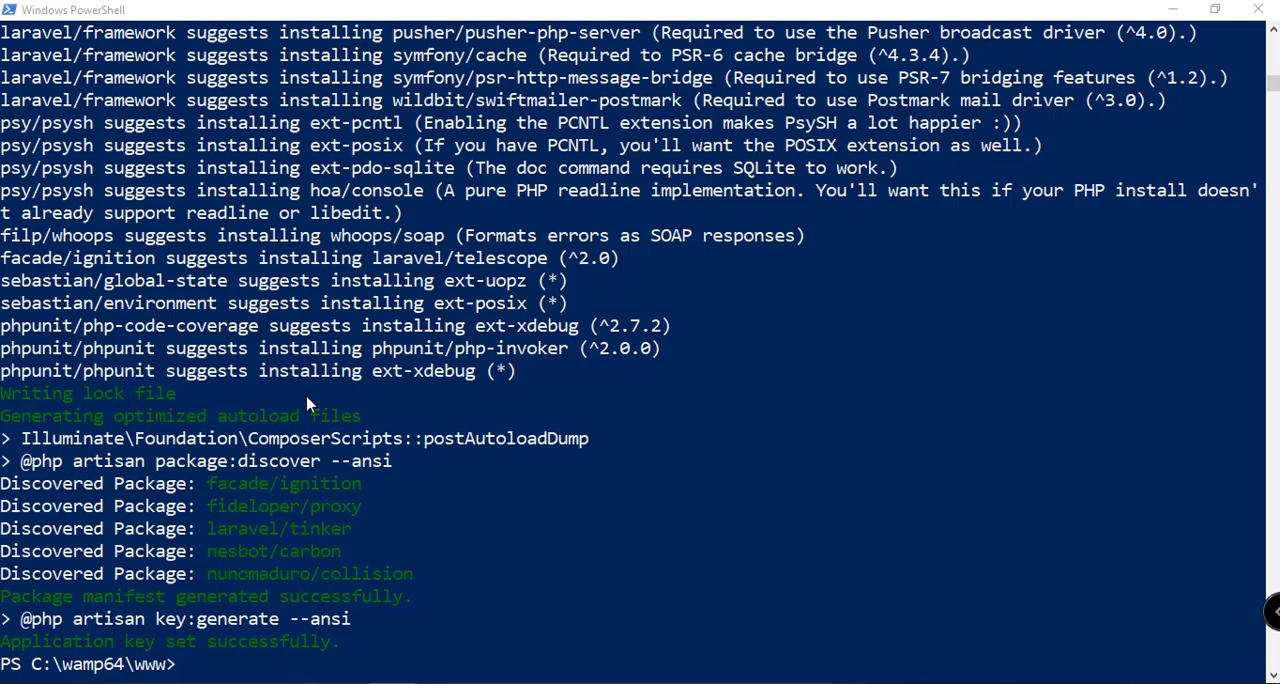 Windows PowerShell
laravel/framework suggests installing pusher/pusher-php-server (Required to use the Pusher broadcast driver (^4.0).)
laravel/framework suggests installing symfony/cache (Required to PSR-6 cache bridge (^4.3.4).)
laravel/framework suggests installing symfony/psr-http-message-bridge (Required to use PSR-7 bridging features (^1.2).)
laravel/framework suggests installing wildbit/swiftmailer-postmark (Required to use Postmark mail driver (^3.0).)
psy/psysh suggests installing ext-pcntl (Enabling the PCNTL extension makes PsySH a lot happier :))
psy/psysh suggests installing ext-posix (If you have PCNTL, you'll want the POSIX extension as well.)
psy/psysh suggests installing ext-pdo-sqlite (The doc command requires SQLite to work.)
psy/psysh suggests installing hoa/console (A pure PHP readline implementation. You'll want this if your PHP install doesn'
t already support readline or libedit.)
filp/whoops suggests installing whoops/soap (Formats errors as SOAP responses)
facade/ignition suggests installing laravel/telescope (^2.0)
sebastian/global-state suggests installing ext-uopz (*)
sebastian/environment suggests installing ext-posix (*)
phpunit/php-code-coverage suggests installing ext-xdebug (^2.7.2)
phpunit/phpunit suggests installing phpunit/php-invoker (^2.0.0)
phpunit/phpunit suggests installing ext-xdebug (*)
Writing lock file
Generating optimized autoload files
> Illuminate\Foundation\ComposerScripts::postAutoloadDump
> @php artisan package:discover --ansi
Discovered Package: facade/ignition
Discovered Package: fideloper/proxy
Discovered Package: laravel/tinker
Discovered Package: nesbot/carbon
Discovered Package: nunomaduro/collision
Package manifest generated successfully.
> @php artisan key:generate --ansi
Application key set successfully.
PS C:\wamp64\www>